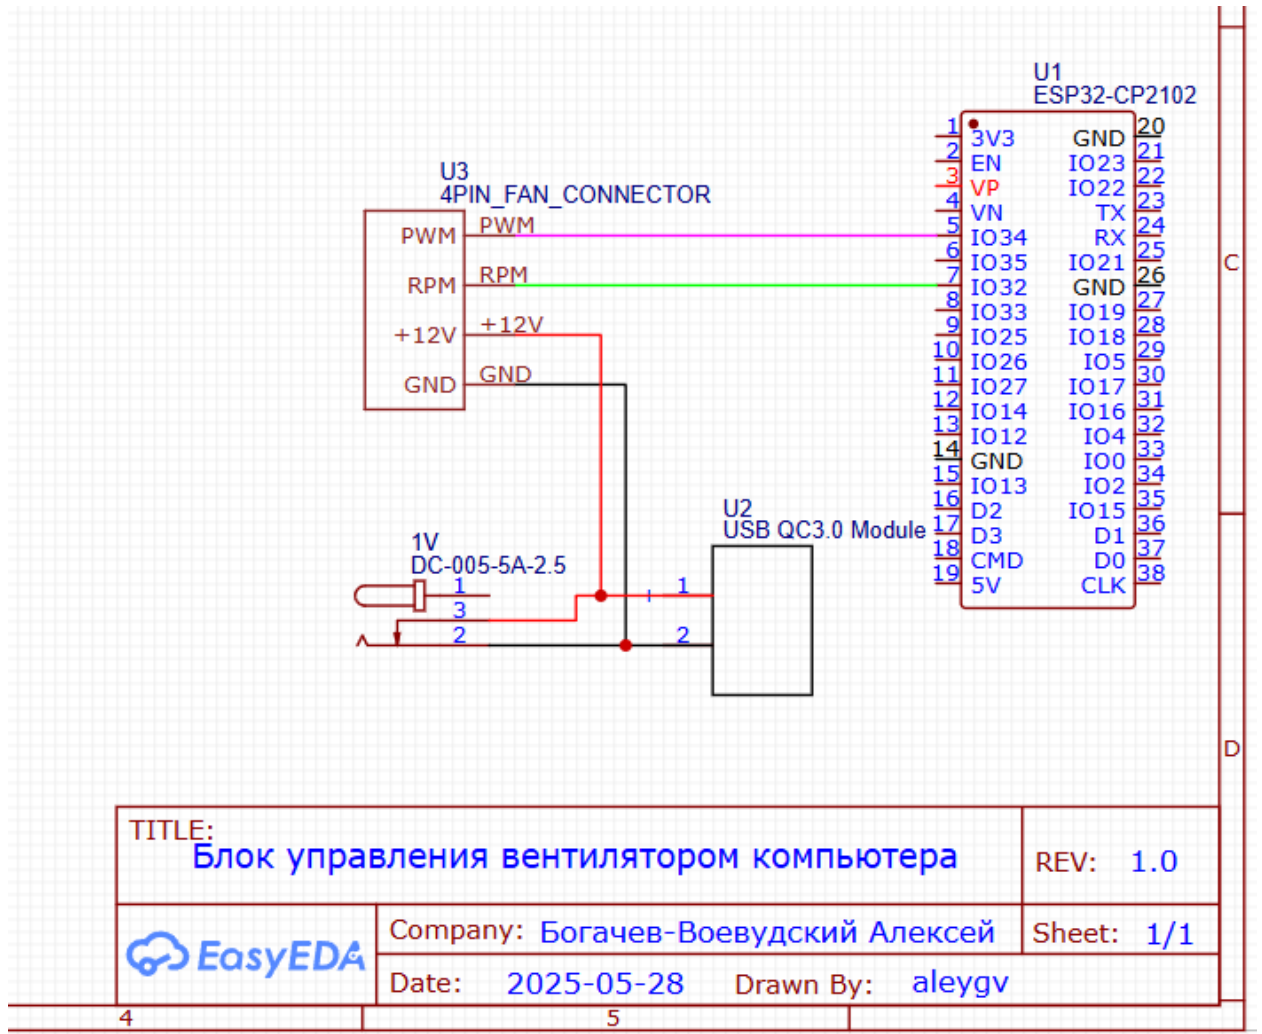 U1
ESP32-CP2102
1 3V3 GND 20
2 EN IO23 21
3 VP IO22 22
4 VN TX 23
5 IO34 RX 24
6 IO35 IO21 25
7 IO32 GND 26
8 IO33 IO19 27
9 IO25 IO18 28
10 IO26 IO5 29
11 IO27 IO17 30
12 IO14 IO16 31
13 IO12 IO4 32
14 GND IO0 33
15 IO13 IO2 34
16 D2 IO15 35
17 D3 D1 36
18 CMD D0 37
19 5V CLK 38
U3
4PIN_FAN_CONNECTOR
PWM PWM
RPM RPM
+12V +12V
GND GND
U2
USB QC3.0 Module
1
2
1V
DC-005-5A-2.5
1
3
2
C
D
TITLE:
Блок управления вентилятором компьютера
REV: 1.0
EasyEDA
Company: Богачев-Воевудский Алексей
Sheet: 1/1
Date: 2025-05-28
Drawn By: aleygv
4
5